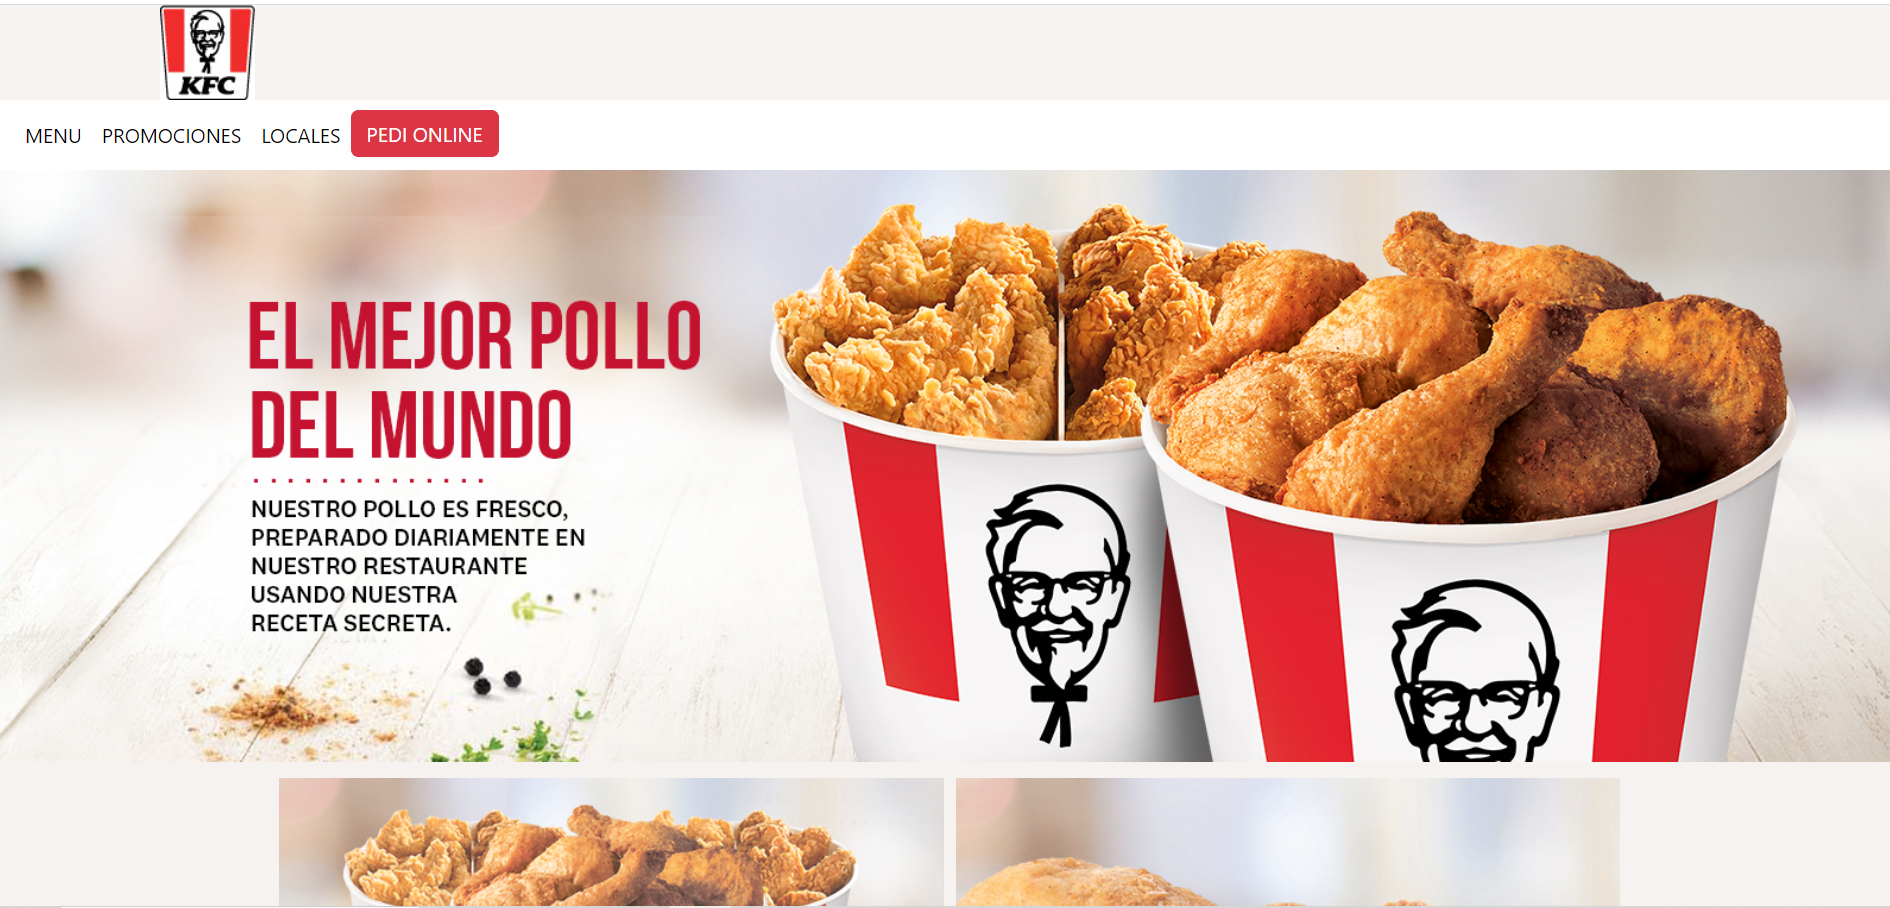 KFC
MENU PROMOCIONES LOCALES PEDI ONLINE
EL MEJOR POLLO
DEL MUNDO
NUESTRO POLLO ES FRESCO,
PREPARADO DIARIAMENTE EN
NUESTRO RESTAURANTE
USANDO NUESTRA
RECETA SECRETA.